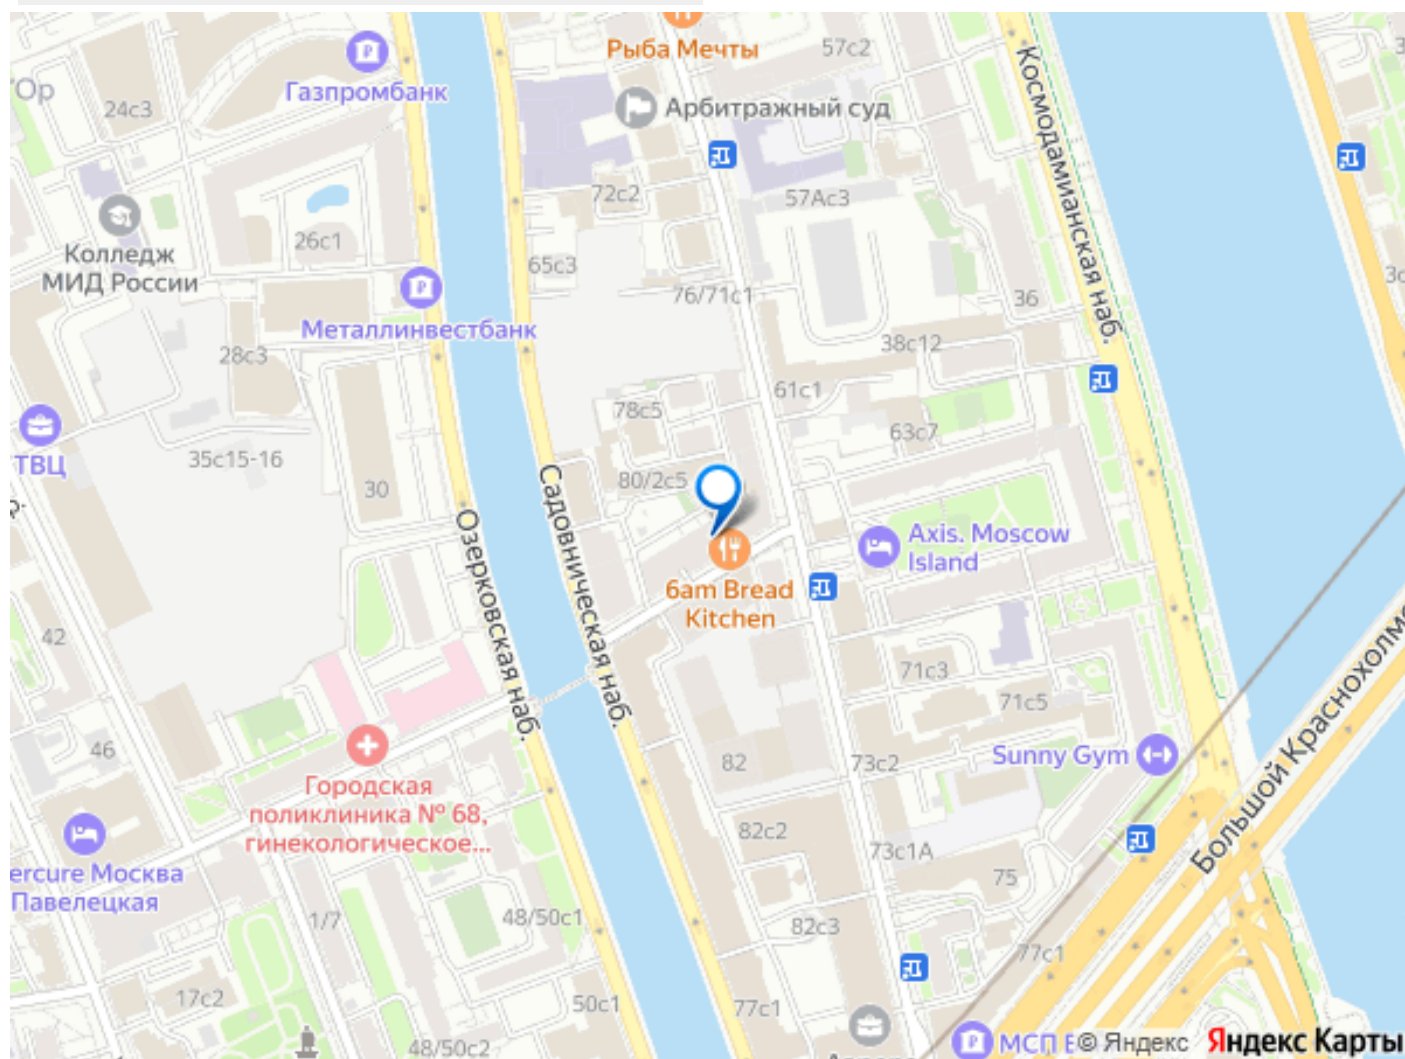 Рыба Мечты
57с2
Газпромбанк
Ор
24с3
Арбитражный суд
Космодамианская наб.
72с2
57Ас3
Колледж
МИД России
26с1
65с3
76/71с1
36
Металлинвестбанк
28с3
38с12
61с1
78с5
63с7
ТВЦ
35с15-16
30
80/2с5
Садовническая наб.
Озерковская наб.
Axis. Moscow
Island
6am Bread
Kitchen
42
71с3
71с5
46
82
73с2
Sunny Gym
Городская
поликлиника № 68,
гинекологическое...
Большой Краснохолмс
82с2
73с1А
75
ercure Москва
Павелецкая
1/7
48/50с1
82с3
77с1
17с2
50с1
77с1
48/50с2
МСП Б
© Яндекс
Яндекс Карты